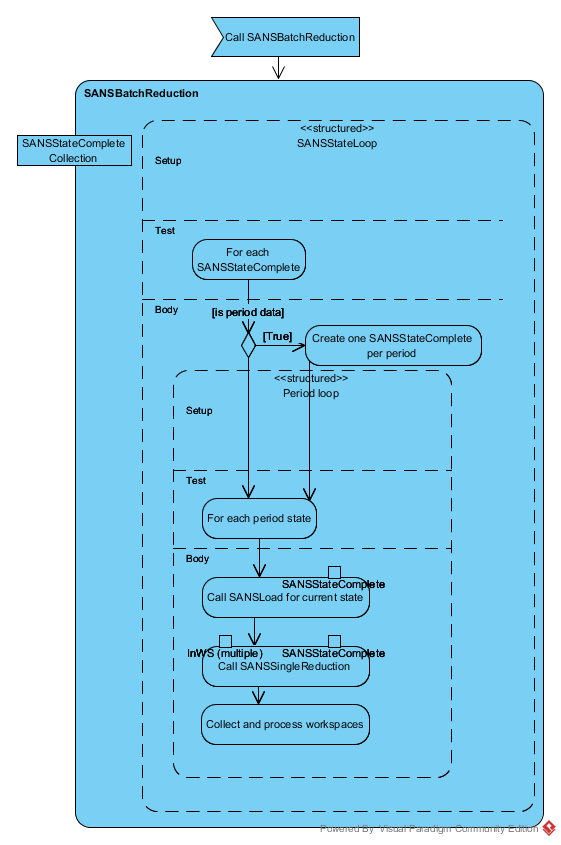 Call SANSBatchReduction
SANSBatchReduction
SANSStateComplete
Collection
<<structured>>
SANSStateLoop
Setup
Test
For each
SANSStateComplete
Body
[is period data]
[True]
Create one SANSStateComplete
per period
<<structured>>
Period loop
Setup
Test
For each period state
Body
SANSStateComplete
Call SANSLoad for current state
InWS (multiple)
SANSStateComplete
Call SANSSingleReduction
Collect and process workspaces
Powered By Visual Paradigm Community Edition